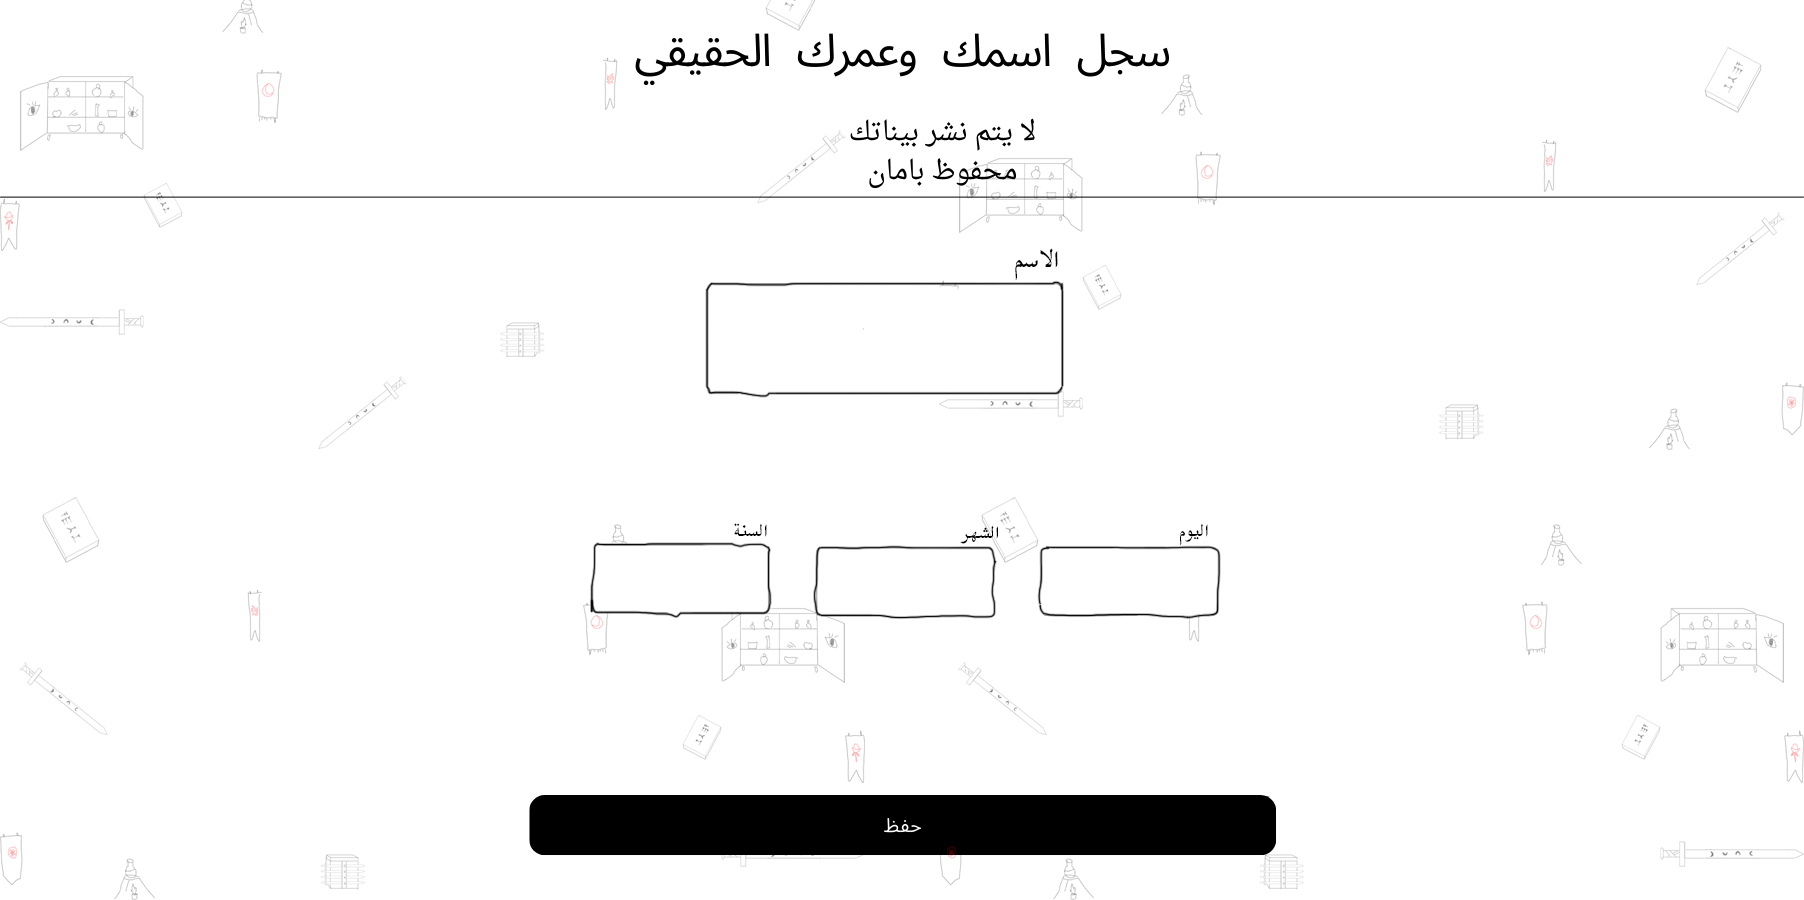 سجل اسمك وعمرك الحقيقي
لا يتم نشر بيناتك
محفوظ بامان
الاسم
اليوم
الشهر
السنة
حفظ